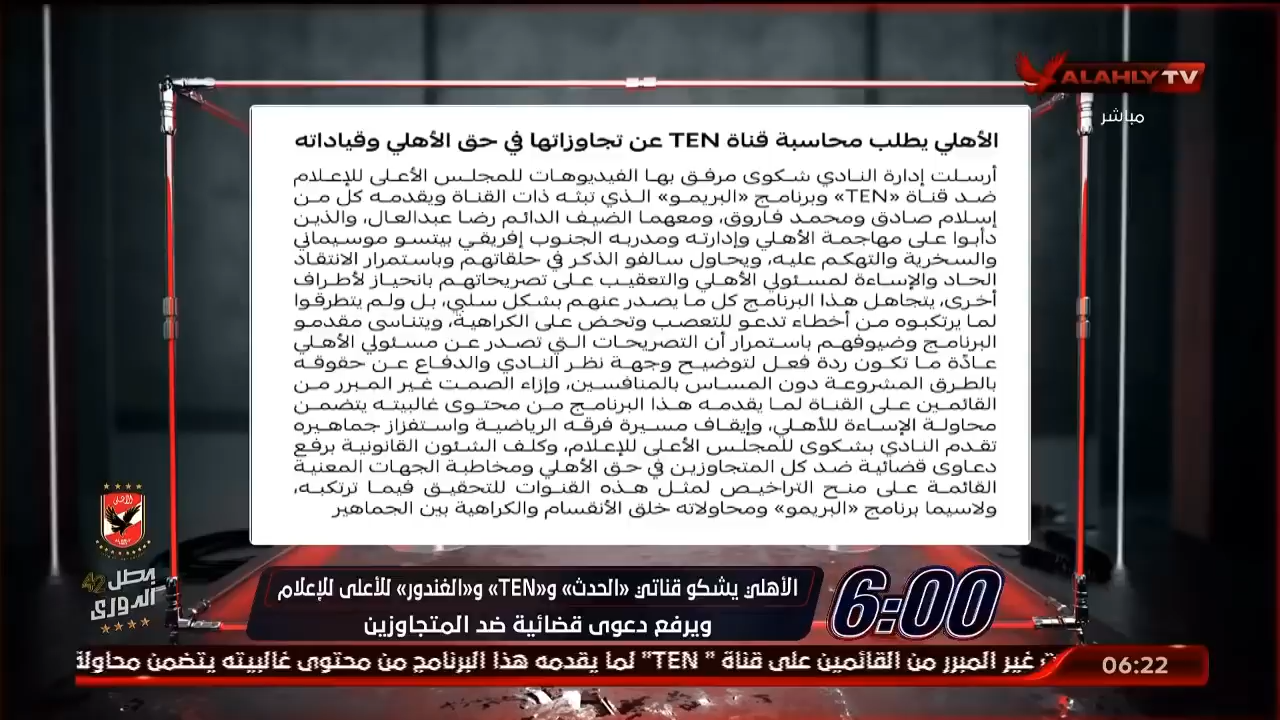 ALAHLY TV
مباشر
الأهلي يطلب محاسبة قناة TEN عن تجاوزاتها في حق الأهلي وقياداته
أرسلت إدارة النادي شكوى مرفق بها الفيديوهات للمجلس الأعلى للإعلام
ضد قناة «TEN» وبرنامج «البريمو» الذي تبثه ذات القناة ويقدمه كل من
إسلام صادق ومحمد فاروق، ومعهما الضيف الدائم رضا عبدالعال، والذين
دأبوا على مهاجمة الأهلي وإدارته ومدربه الجنوب إفريقي بيتسو موسيماني
والسخرية والتهكم عليه، ويحاول سالفو الذكر في حلقاتهم وباستمرار الانتقاد
الحاد والإساءة لمسئولي الأهلي والتعقيب على تصريحاتهم بانحياز لأطراف
أخرى، يتجاهل هذا البرنامج كل ما يصدر عنهم بشكل سلبي، بل ولم يتطرقوا
لما يرتكبوه من أخطاء تدعو للتعصب وتحض على الكراهية، ويتناسى مقدمو
البرنامج وضيوفهم باستمرار أن التصريحات التي تصدر عن مسئولي الأهلي
عادًة ما تكون ردة فعل لتوضيح وجهة نظر النادي والدفاع عن حقوقه
بالطرق المشروعة دون المساس بالمنافسين، وإزاء الصمت غير المبرر من
القائمين على القناة لما يقدمه هذا البرنامج من محتوى غالبيته يتضمن
محاولة الإساءة للأهلي، وإيقاف مسيرة فرقه الرياضية واستفزاز جماهيره
تقدم النادي بشكوى للمجلس الأعلى للإعلام، وكلف الشئون القانونية برفع
دعاوى قضائية ضد كل المتجاوزين في حق الأهلي ومخاطبة الجهات المعنية
القائمة على منح التراخيص لمثل هذه القنوات للتحقيق فيما ترتكبه،
ولاسيما برنامج «البريمو» ومحاولاته خلق الأنقسام والكراهية بين الجماهير
بطل
الدوري
42
6:00
الأهلي يشكو قناتي «الحدث» و«TEN» و«الغندور» للأعلى للإعلام
ويرفع دعوى قضائية ضد المتجاوزين
06:22
غير المبرر من القائمين على قناة " TEN" لما يقدمه هذا البرنامج من محتوى غالبيته يتضمن محاولة